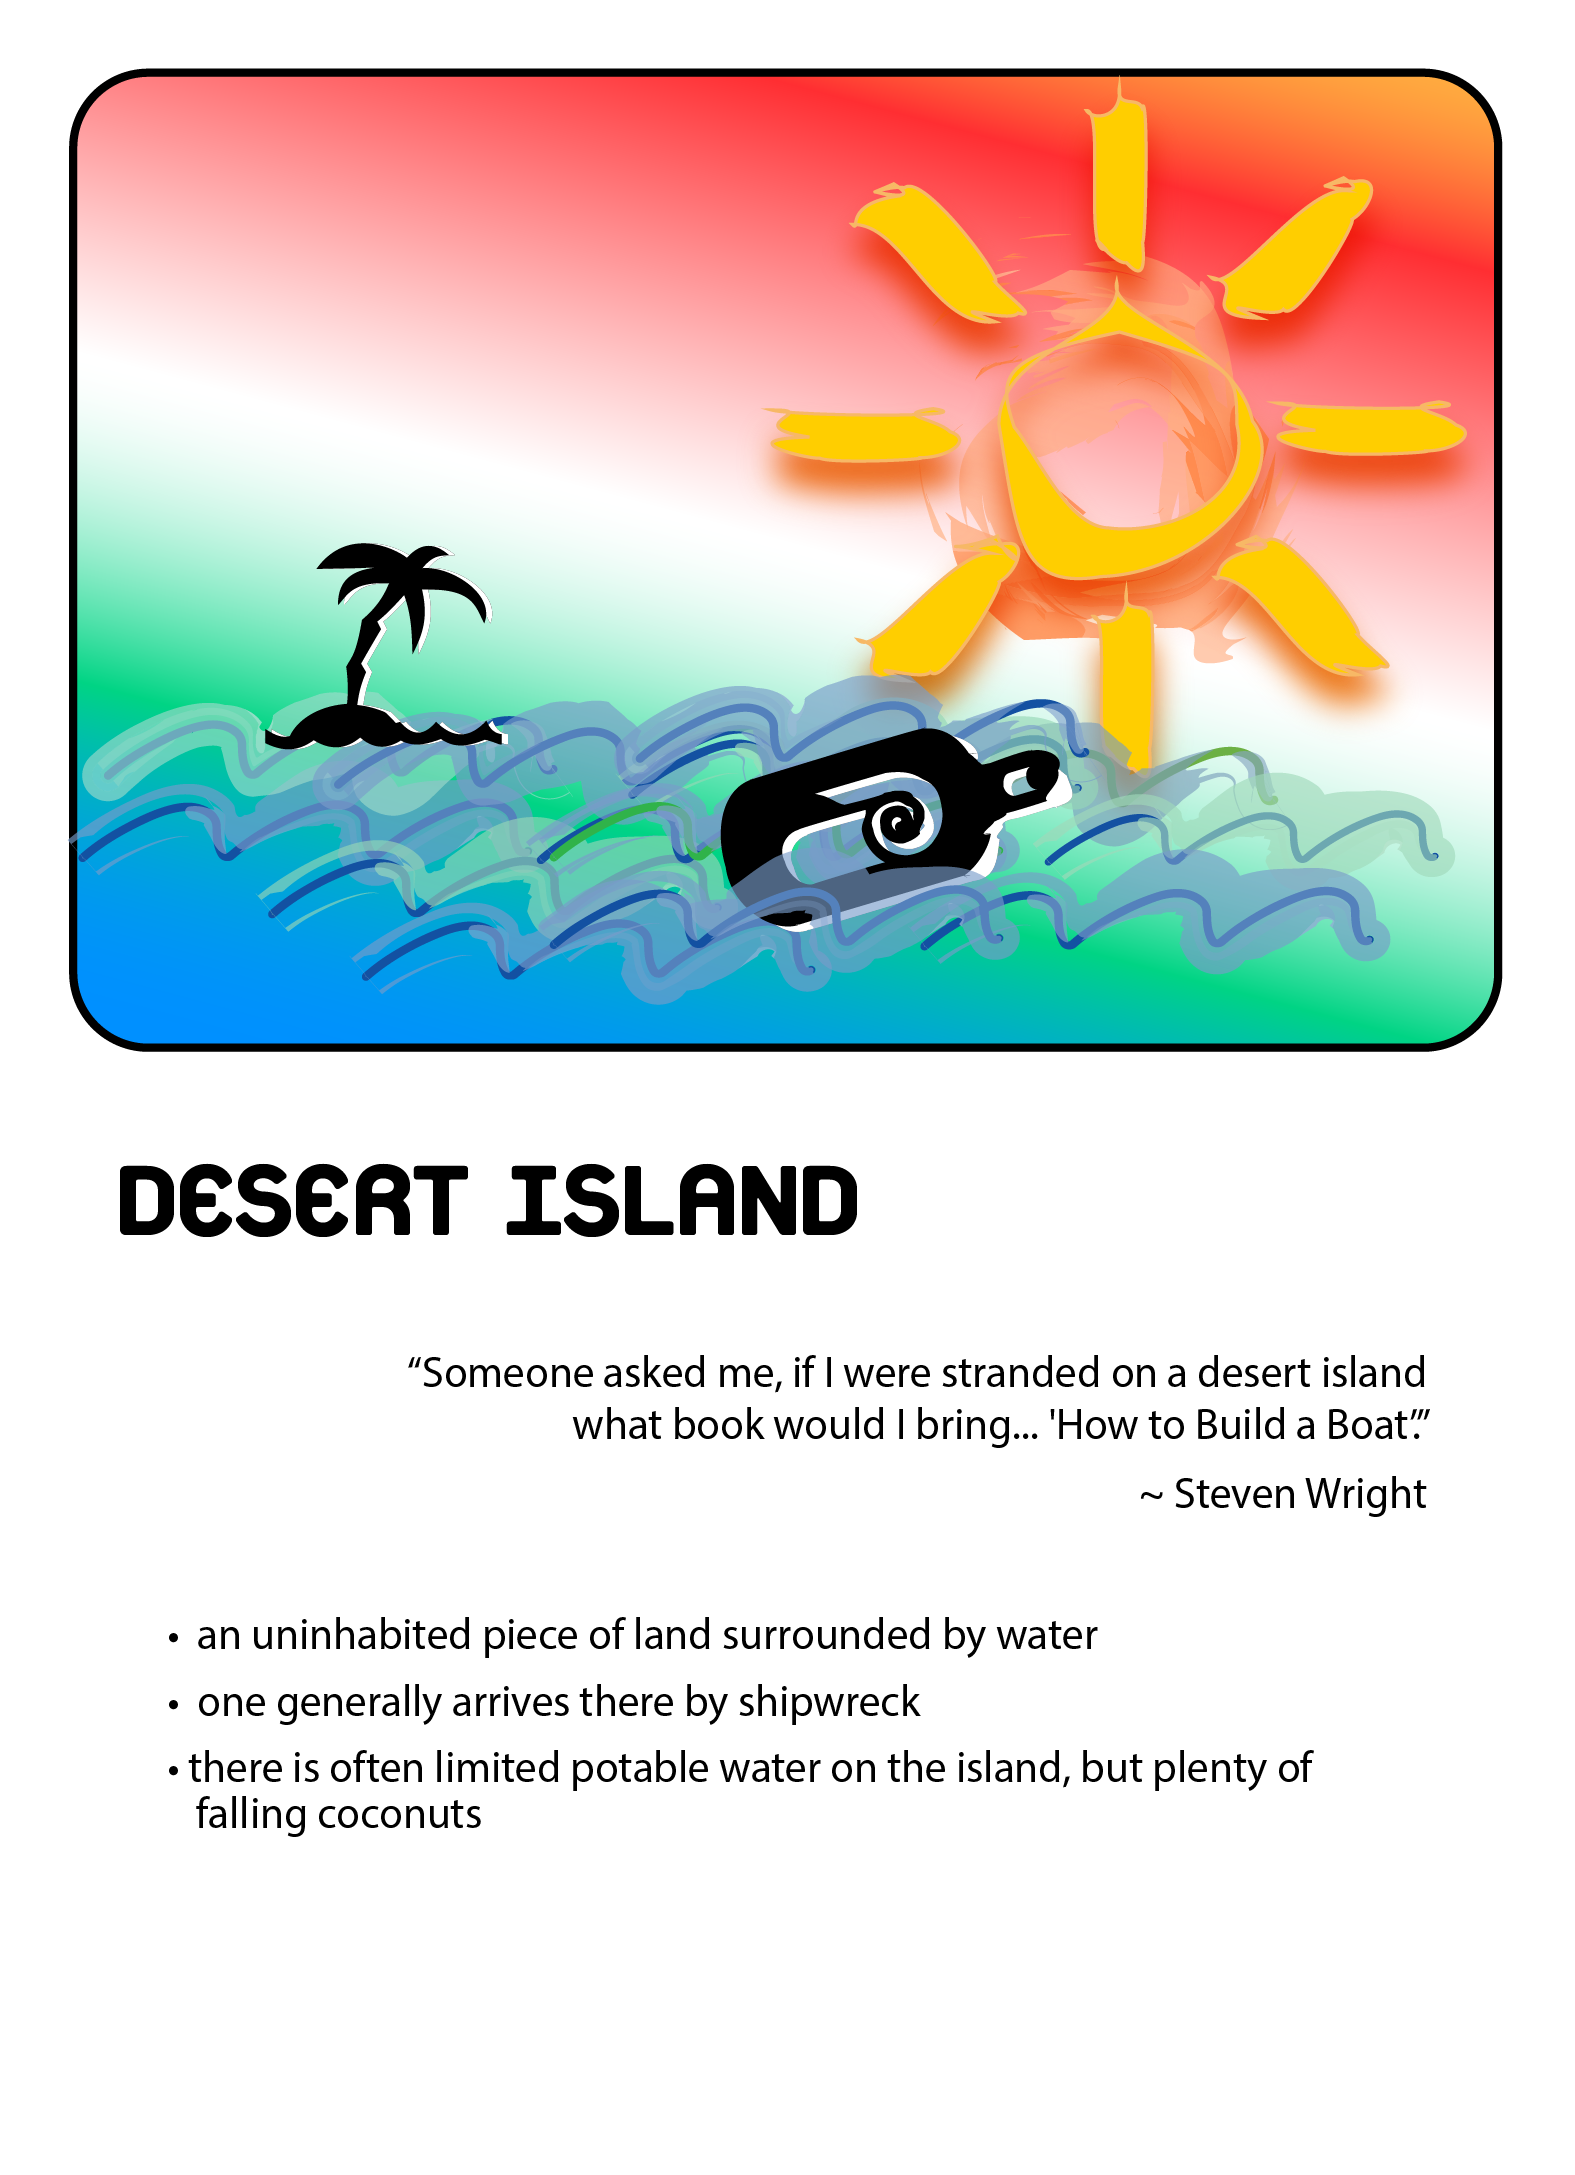 DESERT ISLAND
“Someone asked me, if I were stranded on a desert island
what book would I bring... 'How to Build a Boat'.”
~ Steven Wright
• an uninhabited piece of land surrounded by water
• one generally arrives there by shipwreck
• there is often limited potable water on the island, but plenty of
falling coconuts